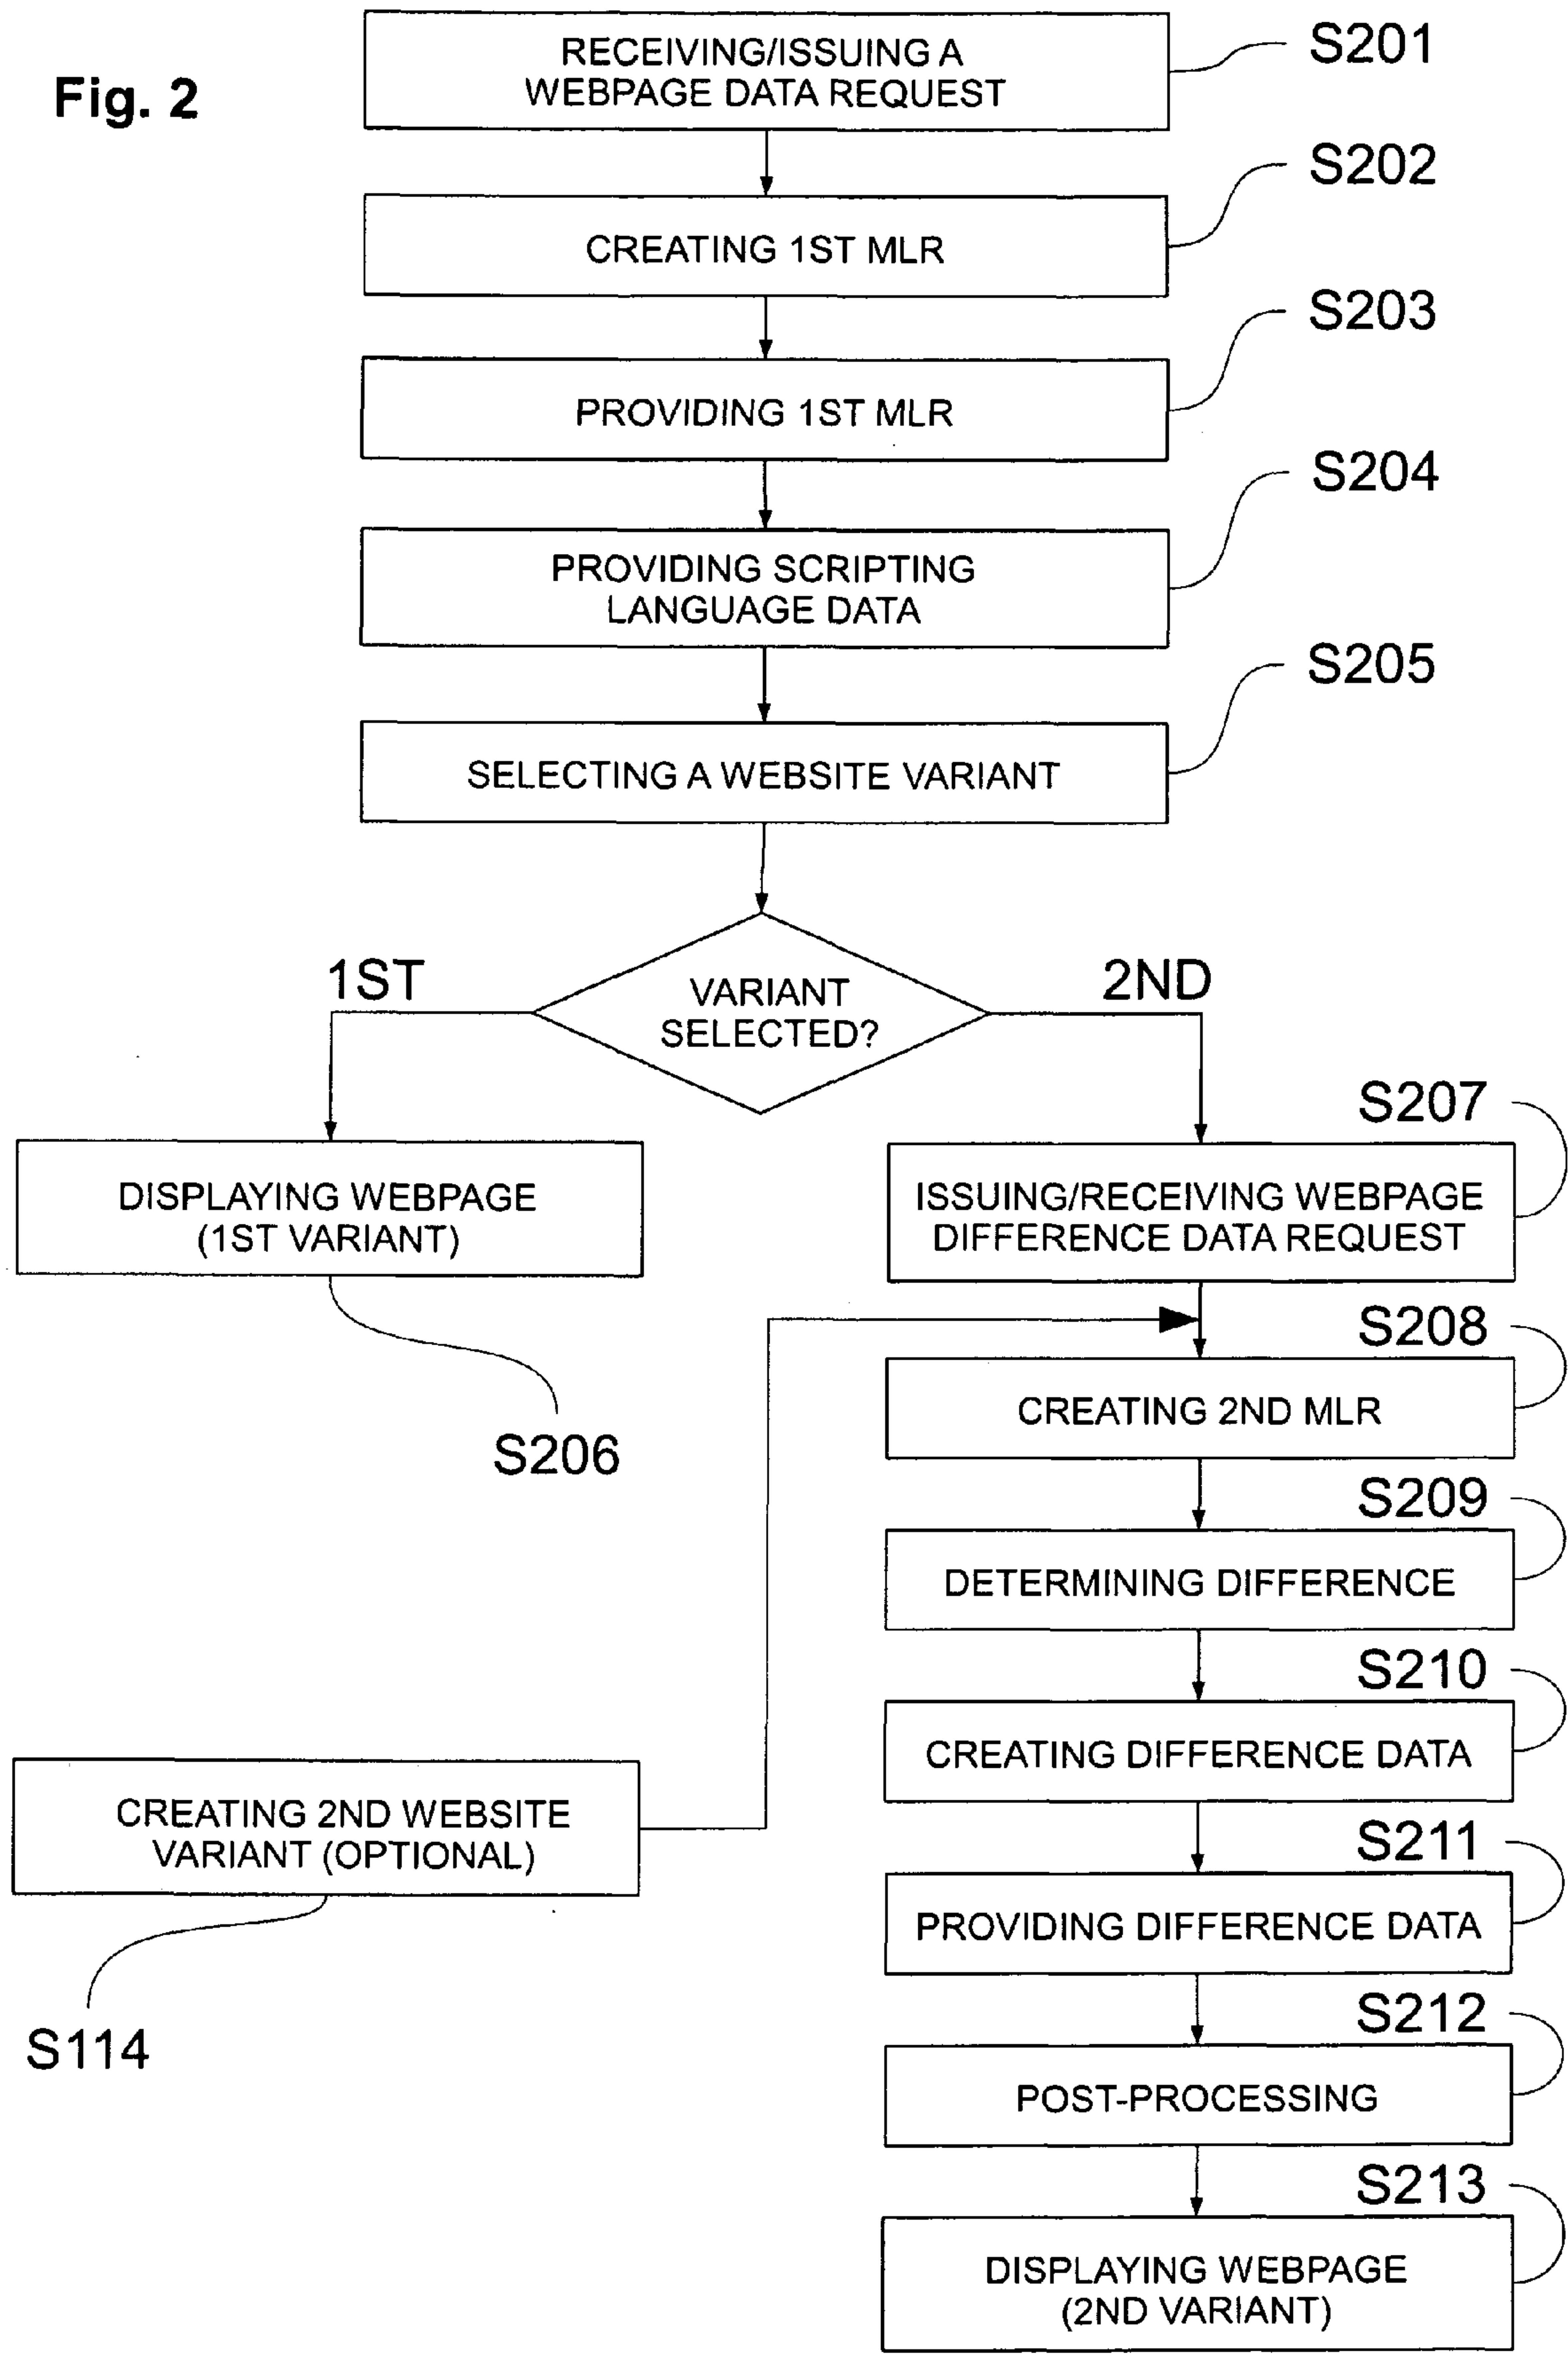 Fig. 2
RECEIVING/ISSUING A
WEBPAGE DATA REQUEST
S201
CREATING 1ST MLR
S202
PROVIDING 1ST MLR
S203
PROVIDING SCRIPTING
LANGUAGE DATA
S204
SELECTING A WEBSITE VARIANT
S205
VARIANT
SELECTED?
1ST
2ND
DISPLAYING WEBPAGE
(1ST VARIANT)
S206
ISSUING/RECEIVING WEBPAGE
DIFFERENCE DATA REQUEST
S207
CREATING 2ND MLR
S208
DETERMINING DIFFERENCE
S209
CREATING DIFFERENCE DATA
S210
CREATING 2ND WEBSITE
VARIANT (OPTIONAL)
S114
PROVIDING DIFFERENCE DATA
S211
POST-PROCESSING
S212
DISPLAYING WEBPAGE
(2ND VARIANT)
S213